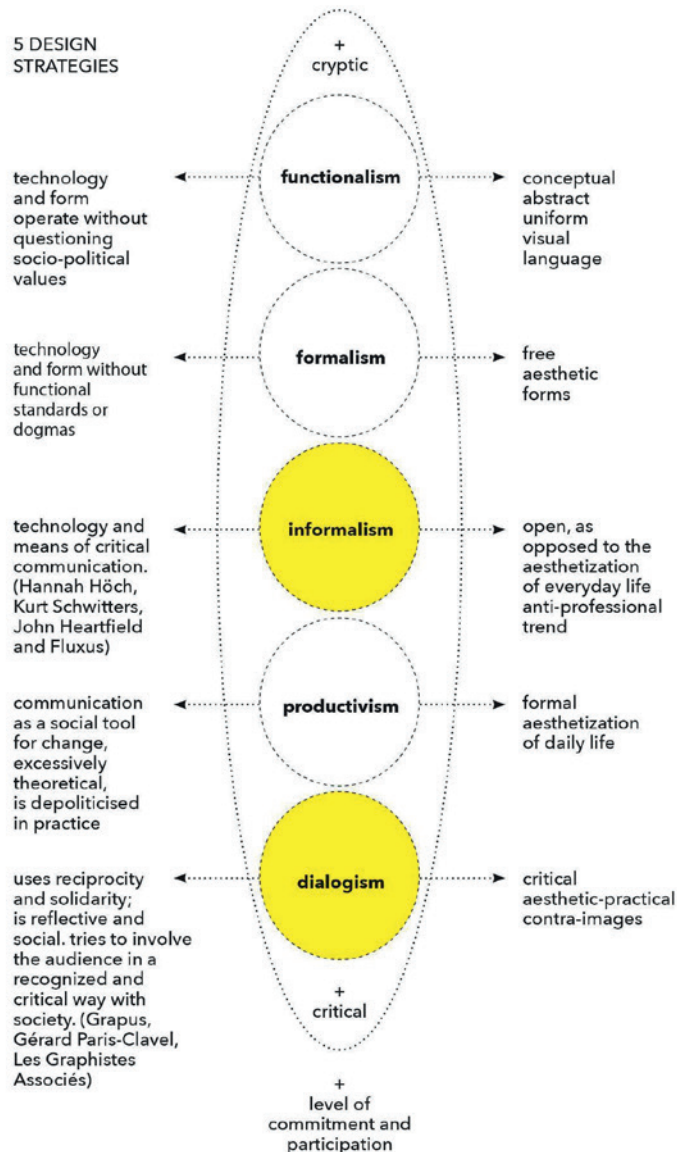 5 DESIGN
STRATEGIES
+
cryptic
technology
and form
operate without
questioning
socio-political
values
functionalism
conceptual
abstract
uniform
visual
language
technology
and form without
functional
standards or
dogmas
formalism
free
aesthetic
forms
technology and
means of critical
communication.
(Hannah Höch,
Kurt Schwitters,
John Heartfield
and Fluxus)
informalism
open, as
opposed to the
aesthetization
of everyday life
anti-professional
trend
communication
as a social tool
for change,
excessively
theoretical,
is depoliticised
in practice
productivism
formal
aesthetization
of daily life
uses reciprocity
and solidarity;
is reflective and
social. tries to involve
the audience in a
recognized and
critical way with
society. (Grapus,
Gérard Paris-Clavel,
Les Graphistes
Associés)
dialogism
critical
aesthetic-practical
contra-images
+
critical
+
level of
commitment and
participation